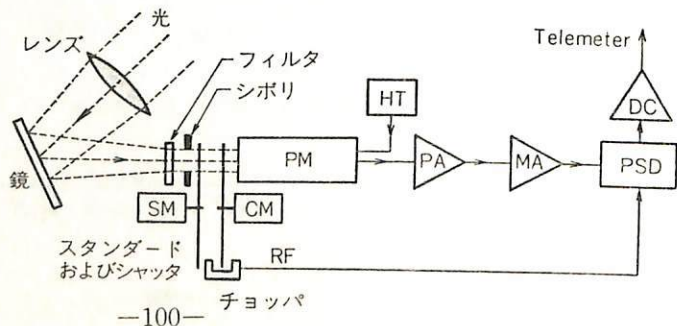 光
レンズ
フィルタ
シボリ
鏡
HT
PM
PA
MA
PSD
DC
Telemeter
SM
CM
スタンダード
およびシャッタ
チョッパ
RF
—100—